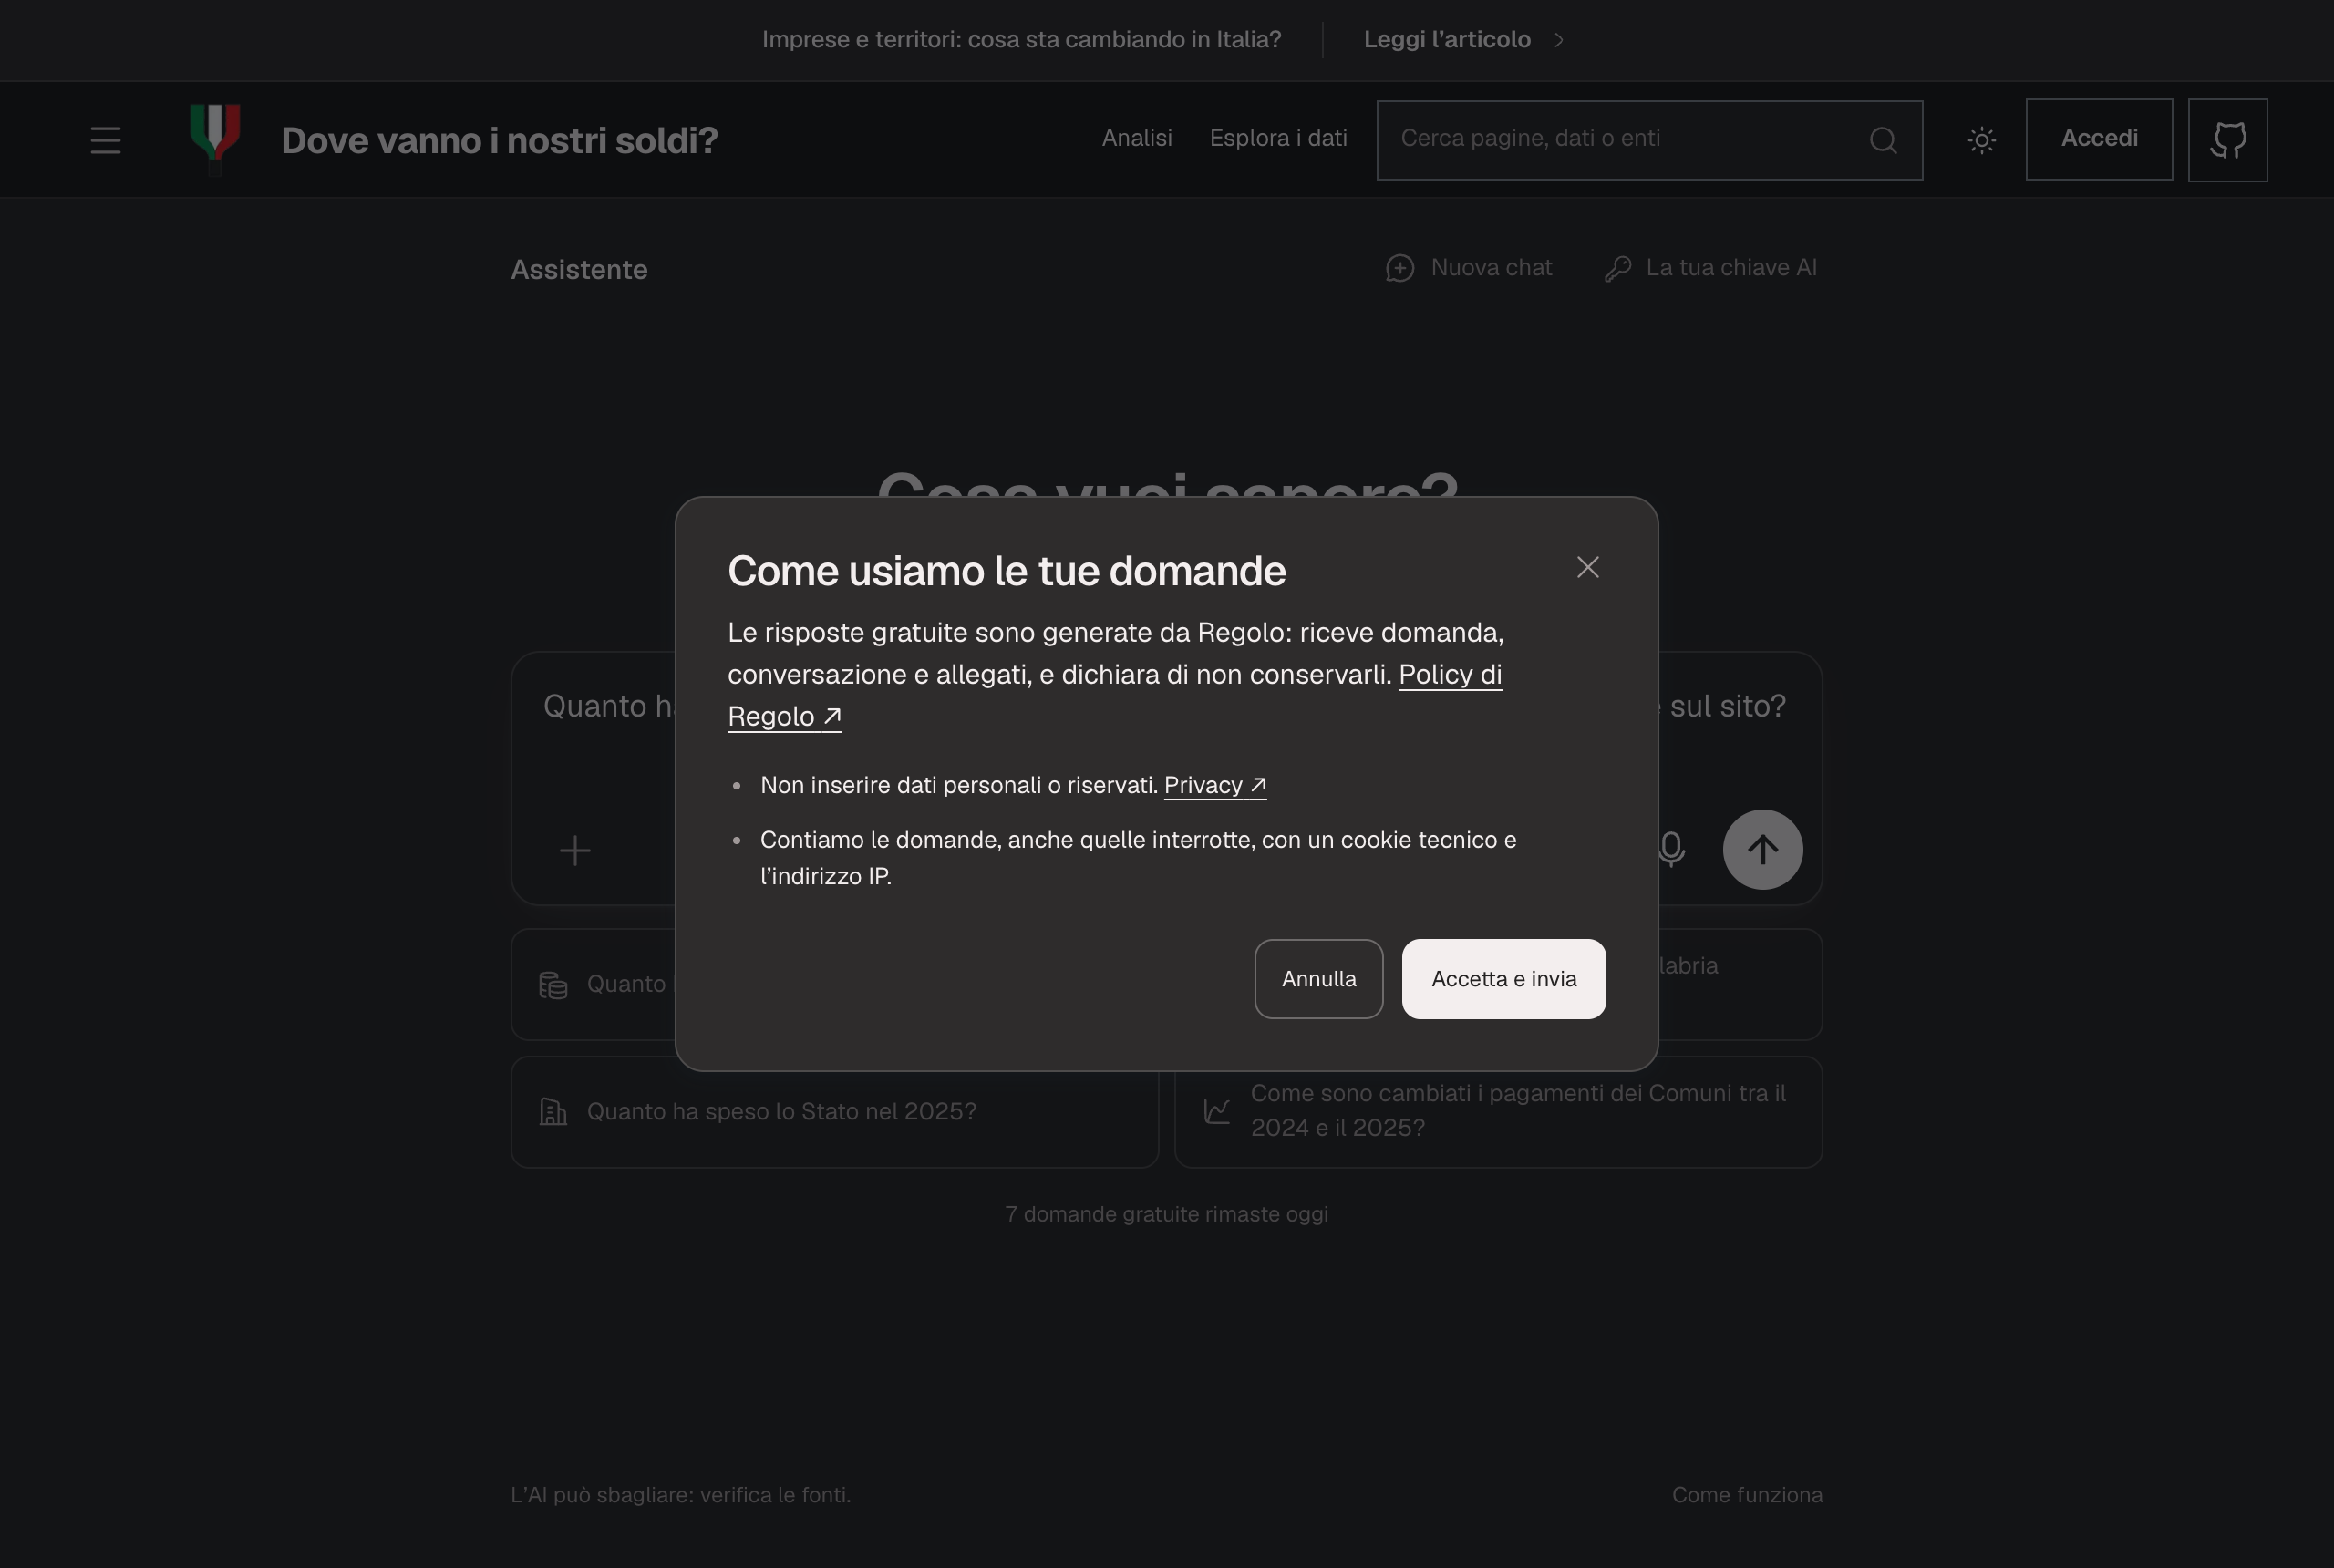 Imprese e territori: cosa sta cambiando in Italia?
Leggi l’articolo
Dove vanno i nostri soldi?
Analisi
Esplora i dati
Cerca pagine, dati o enti
Accedi
Assistente
Nuova chat
La tua chiave AI
Cosa vuoi sapere?
Come usiamo le tue domande
Le risposte gratuite sono generate da Regolo: riceve domanda,
conversazione e allegati, e dichiara di non conservarli. Policy di
Regolo
Non inserire dati personali o riservati. Privacy
Contiamo le domande, anche quelle interrotte, con un cookie tecnico e
l’indirizzo IP.
Annulla
Accetta e invia
Quanto
sul sito?
Quanto
Quanto ha speso lo Stato nel 2025?
Come sono cambiati i pagamenti dei Comuni tra il
2024 e il 2025?
7 domande gratuite rimaste oggi
L’AI può sbagliare: verifica le fonti.
Come funziona